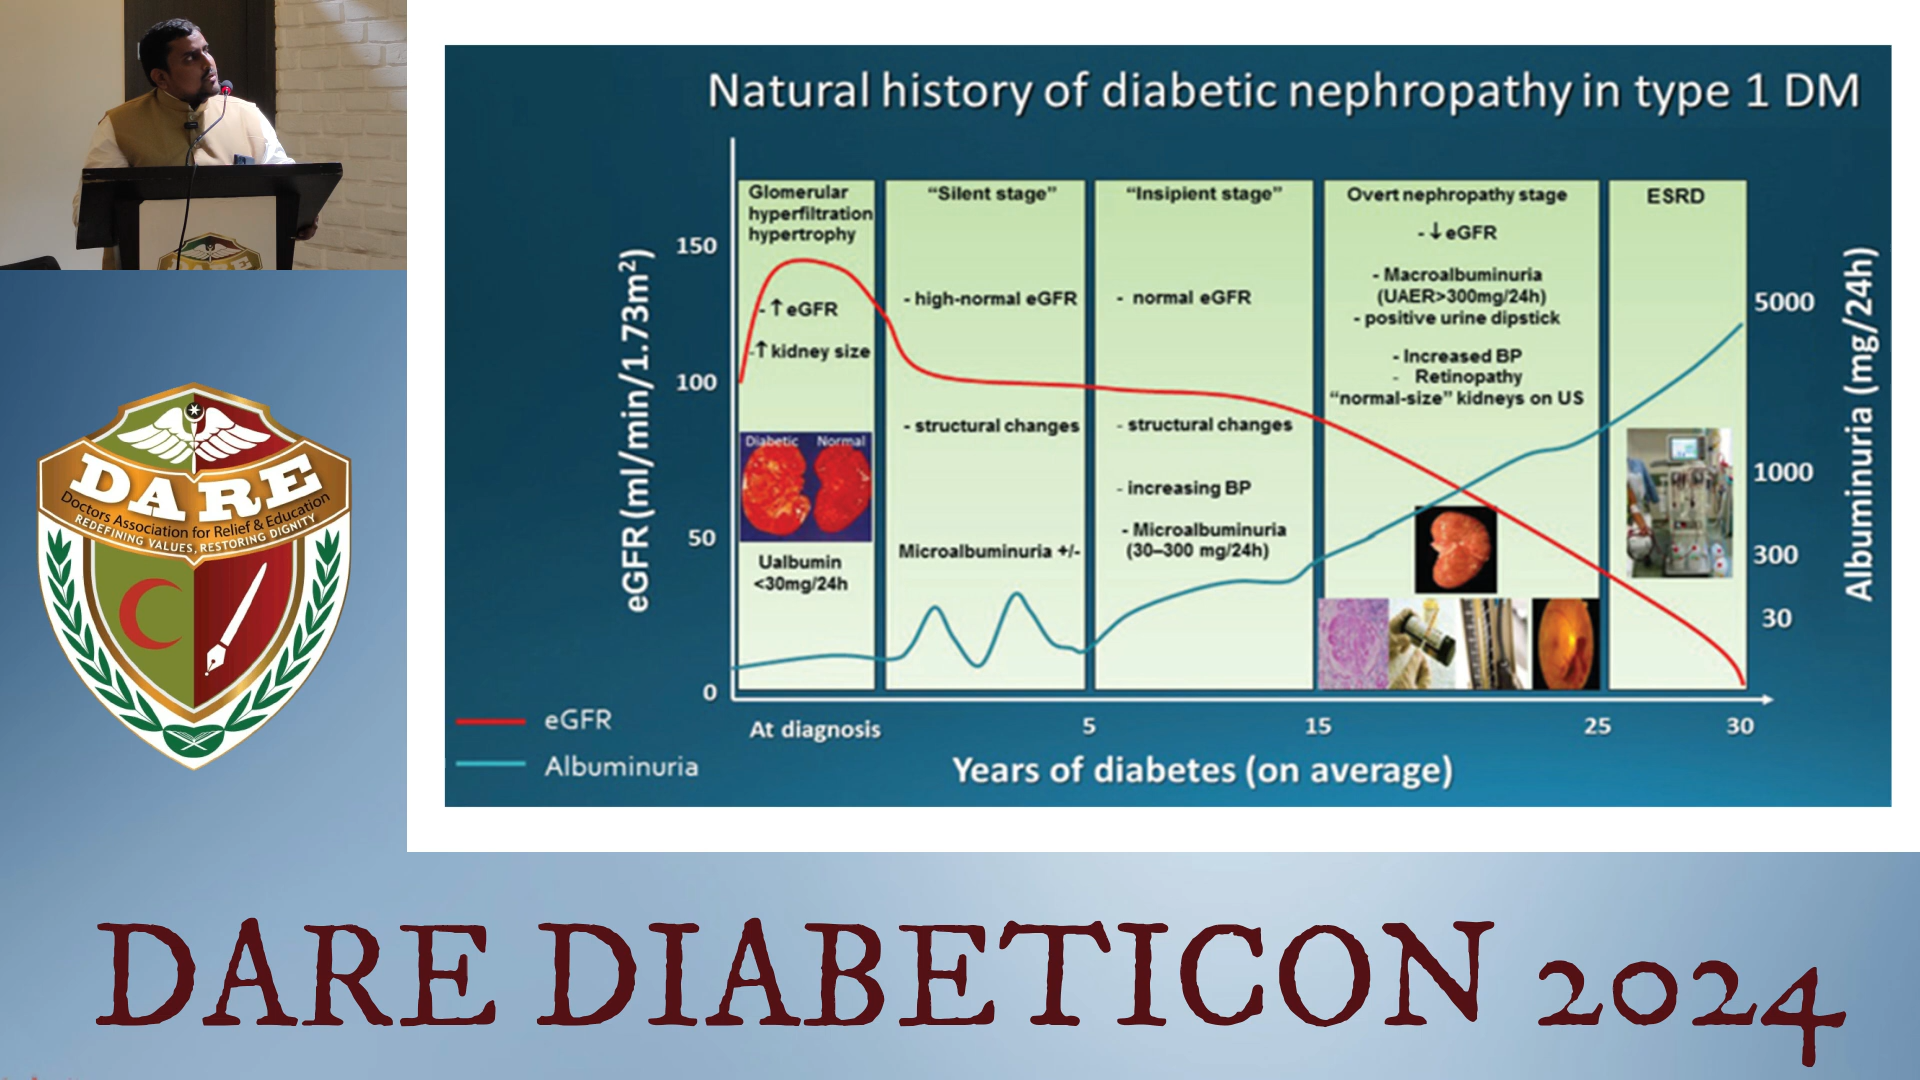 Natural history of diabetic nephropathy in type 1 DM
eGFR (ml/min/1.73m²)
150
100
50
0
Glomerular
hyperfiltration
hypertrophy
- ↑ eGFR
-↑ kidney size
Diabetic Normal
Ualbumin
<30mg/24h
“Silent stage”
- high-normal eGFR
- structural changes
Microalbuminuria +/-
“Insipient stage”
- normal eGFR
- structural changes
- increasing BP
- Microalbuminuria
(30–300 mg/24h)
Overt nephropathy stage
- ↓ eGFR
- Macroalbuminuria
(UAER>300mg/24h)
- positive urine dipstick
- Increased BP
- Retinopathy
“normal-size” kidneys on US
ESRD
5000
1000
300
30
Albuminuria (mg/24h)
At diagnosis
5
15
25
30
Years of diabetes (on average)
eGFR
Albuminuria
DARE
DARE
Doctors Association for Relief & Education
REDEFINING VALUES, RESTORING DIGNITY
DARE DIABETICON 2024